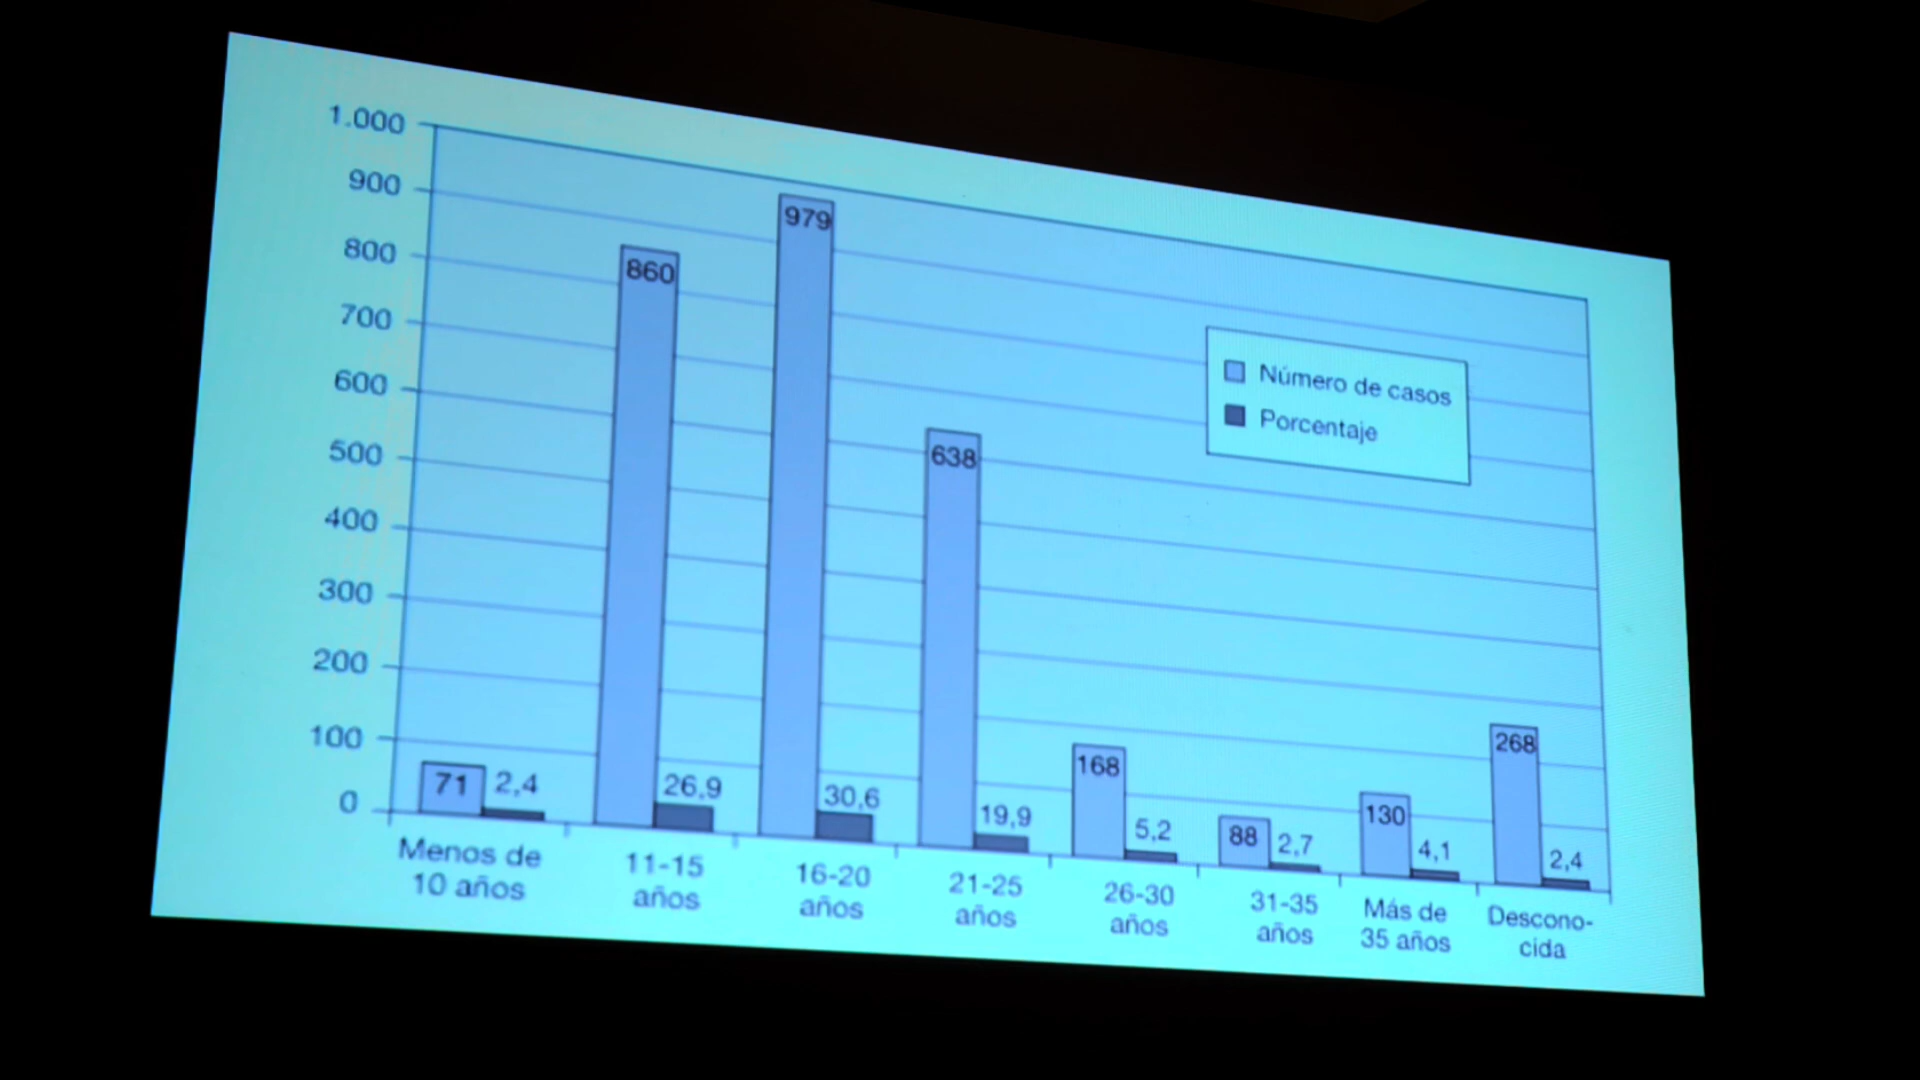 1.000
900
800
700
600
500
400
300
200
100
0
71
2,4
860
26,9
979
30,6
638
19,9
168
5,2
88
2,7
130
4,1
268
2,4
Número de casos
Porcentaje
Menos de
10 años
11-15
años
16-20
años
21-25
años
26-30
años
31-35
años
Más de
35 años
Descono-
cida